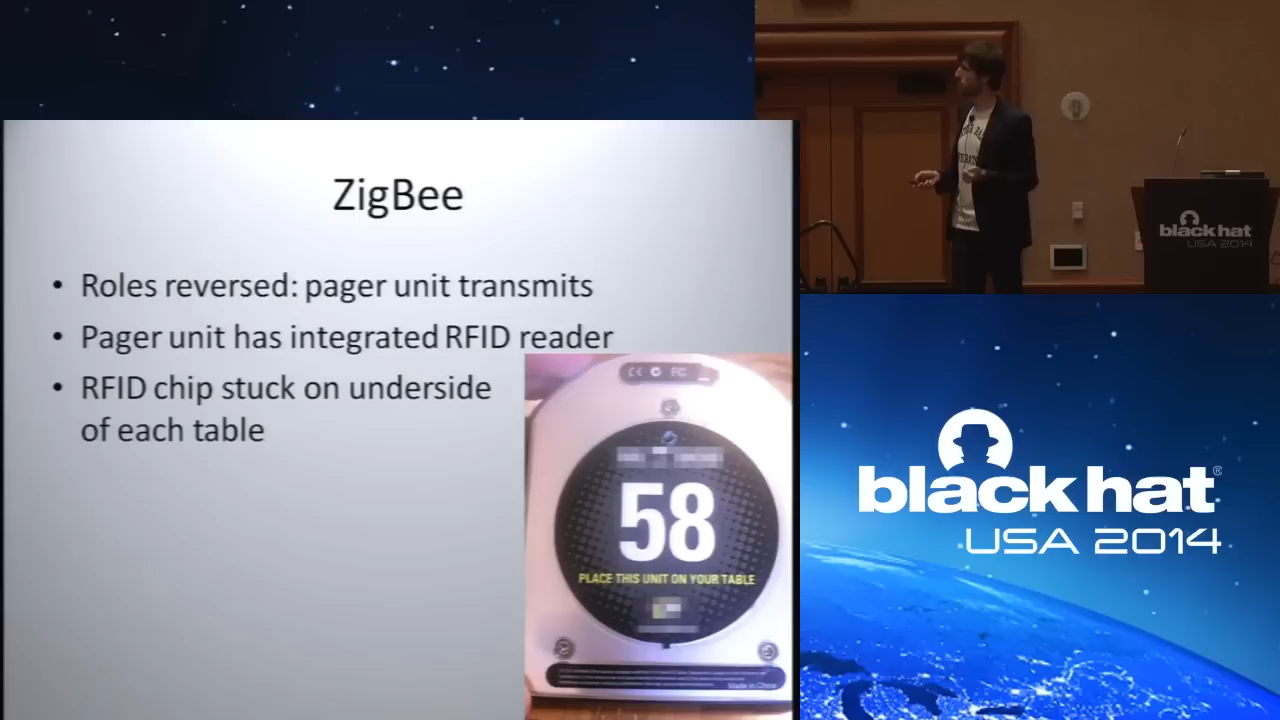 ZigBee
• Roles reversed: pager unit transmits
• Pager unit has integrated RFID reader
• RFID chip stuck on underside
of each table
CE FC
58
PLACE THIS UNIT ON YOUR TABLE
Made in China
black hat
USA 2014
black hat®
USA 2014